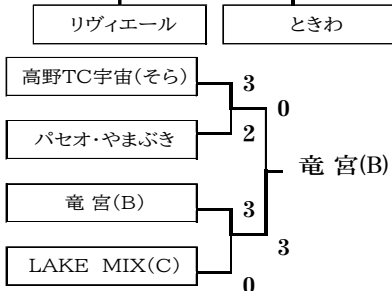 リヴィエール ときわ
高野TC宇宙(そら) 3
0
パセオ・やまぶき 2
竜 宮(B)
竜 宮(B) 3
3
LAKE MIX(C)
0